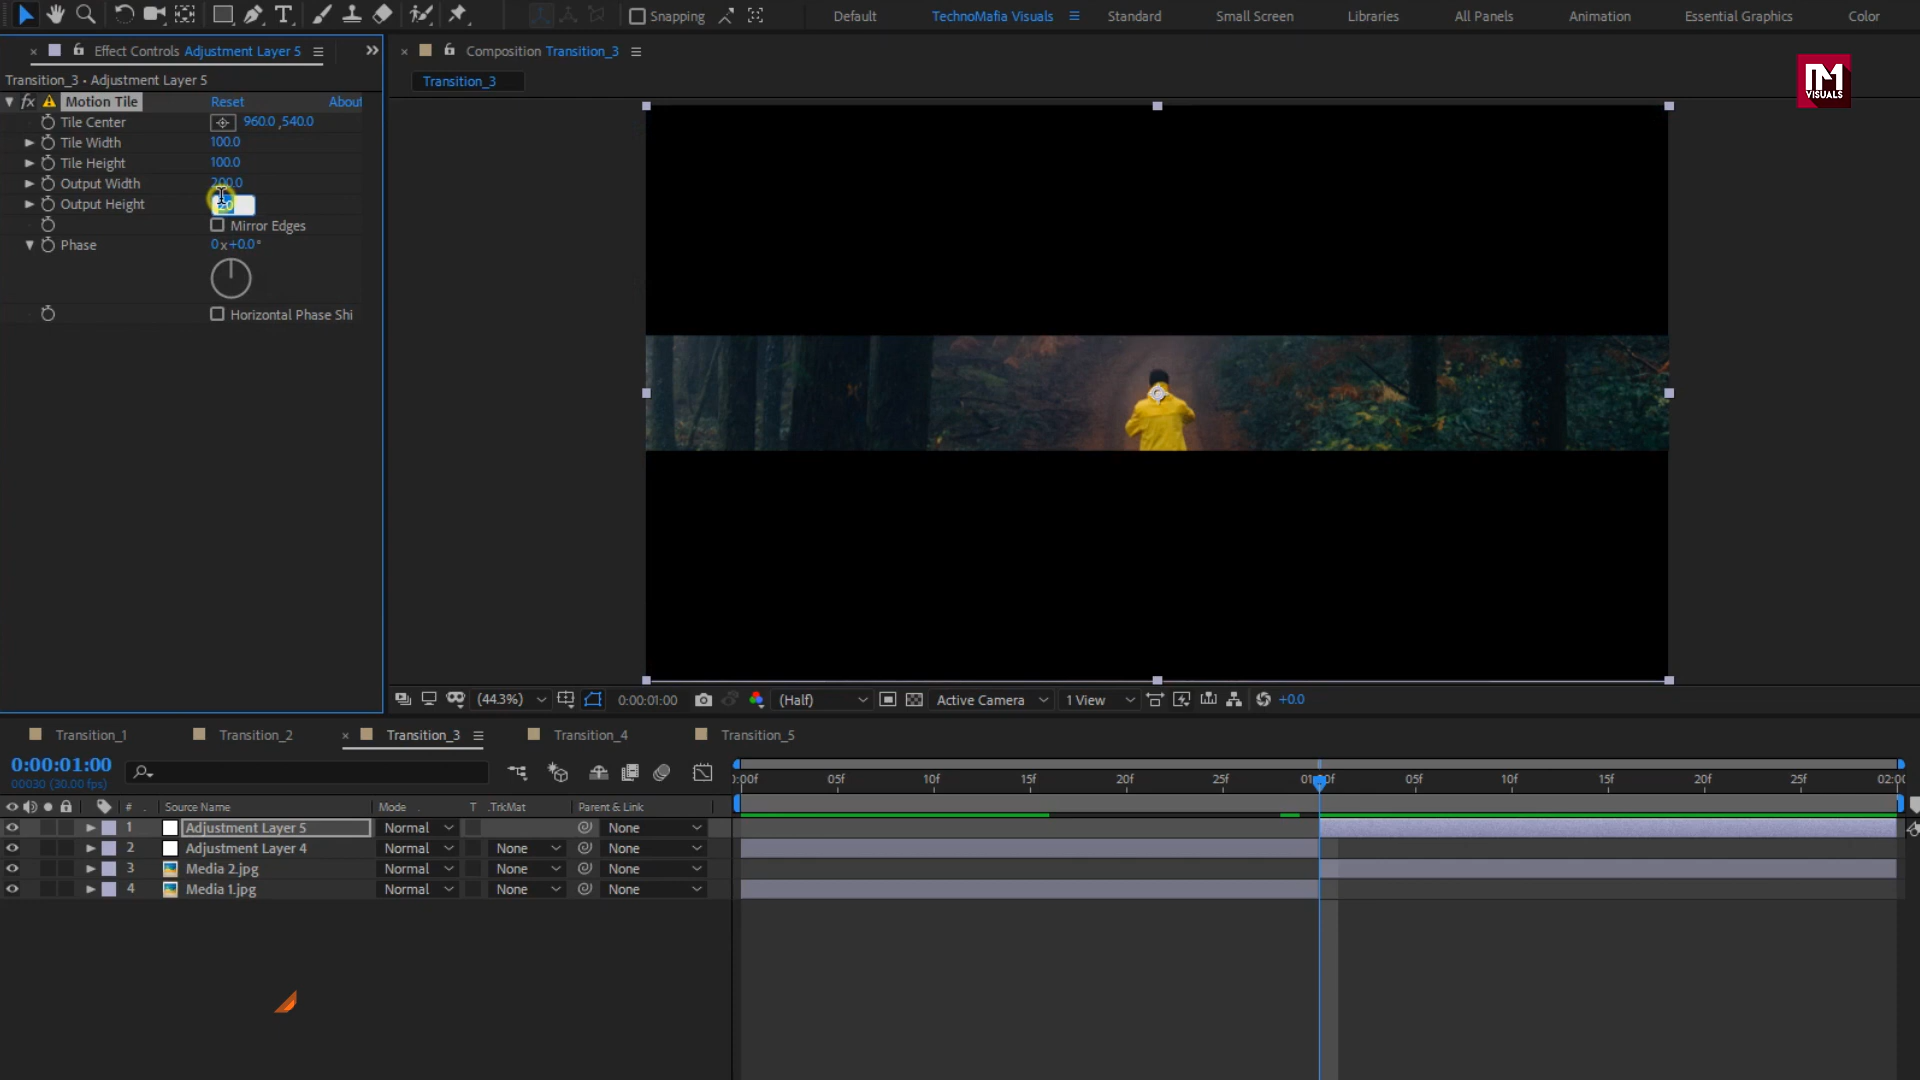 Snapping
Default
TechnoMafia Visuals
Standard
Small Screen
Libraries
All Panels
Animation
Essential Graphics
Color
Effect Controls Adjustment Layer 5
Composition Transition_3
Transition_3 • Adjustment Layer 5
Transition_3
VISUALS
fx Motion Tile Reset About
Tile Center 960.0 ,540.0
Tile Width 100.0
Tile Height 100.0
Output Width 200.0
Output Height 20
Mirror Edges
Phase 0 x+0.0°
Horizontal Phase Shi
(44.3%) 0:00:01:00 (Half) Active Camera 1 View +0.0
Transition_1 Transition_2 Transition_3 Transition_4 Transition_5
0:00:01:00
00030 (30.00 fps)
):00f 05f 10f 15f 20f 25f 05f 10f 15f 20f 25f 02:0
# . Source Name Mode T .TrkMat Parent & Link
1 Adjustment Layer 5 Normal None
2 Adjustment Layer 4 Normal None None
3 Media 2.jpg Normal None None
4 Media 1.jpg Normal None None